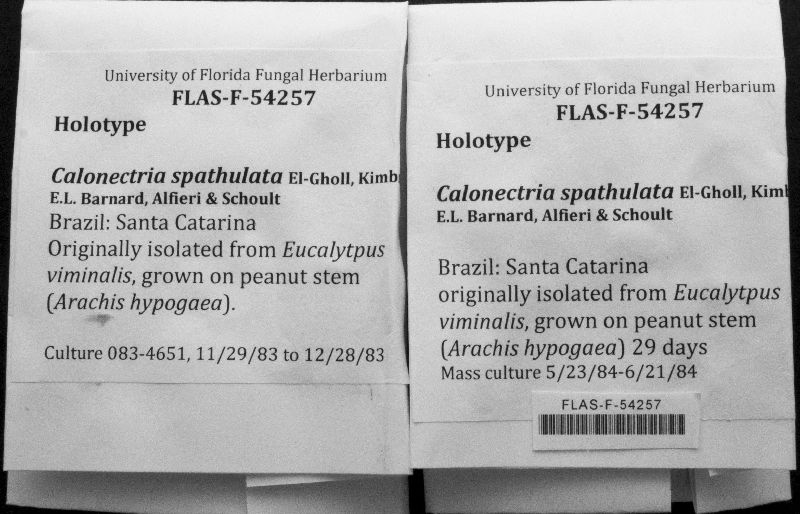 University of Florida Fungal Herbarium
FLAS-F-54257
Holotype
Calonectria spathulata El-Gholl, Kimb
E.L. Barnard, Alfieri & Schoult
Brazil: Santa Catarina
Originally isolated from Eucalytpus
viminalis, grown on peanut stem
(Arachis hypogaea).
Culture 083-4651, 11/29/83 to 12/28/83
University of Florida Fungal Herbarium
FLAS-F-54257
Holotype
Calonectria spathulata El-Gholl, Kiml
E.L. Barnard, Alfieri & Schoult
Brazil: Santa Catarina
originally isolated from Eucalytpus
viminalis, grown on peanut stem
(Arachis hypogaea) 29 days
Mass culture 5/23/84-6/21/84
FLAS-F-54257